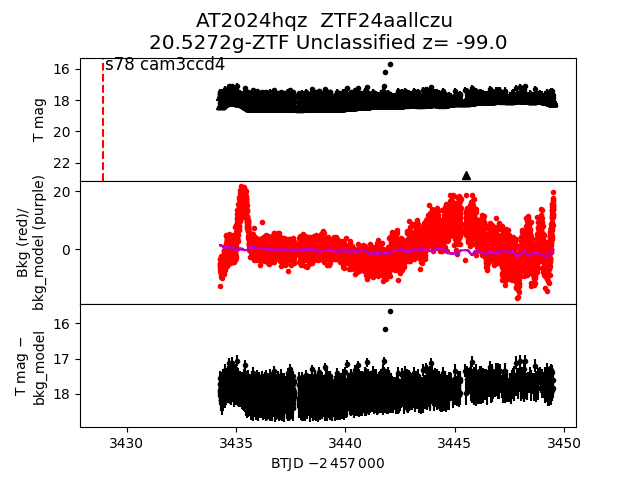 AT2024hqz  ZTF24aallczu
20.5272g-ZTF Unclassified z= -99.0
s78 cam3ccd4
16
18
20
22
T mag
20
0
Bkg (red)/
bkg_model (purple)
16
17
18
T mag −
bkg_model
3430
3435
3440
3445
3450
BTJD −2 457 000